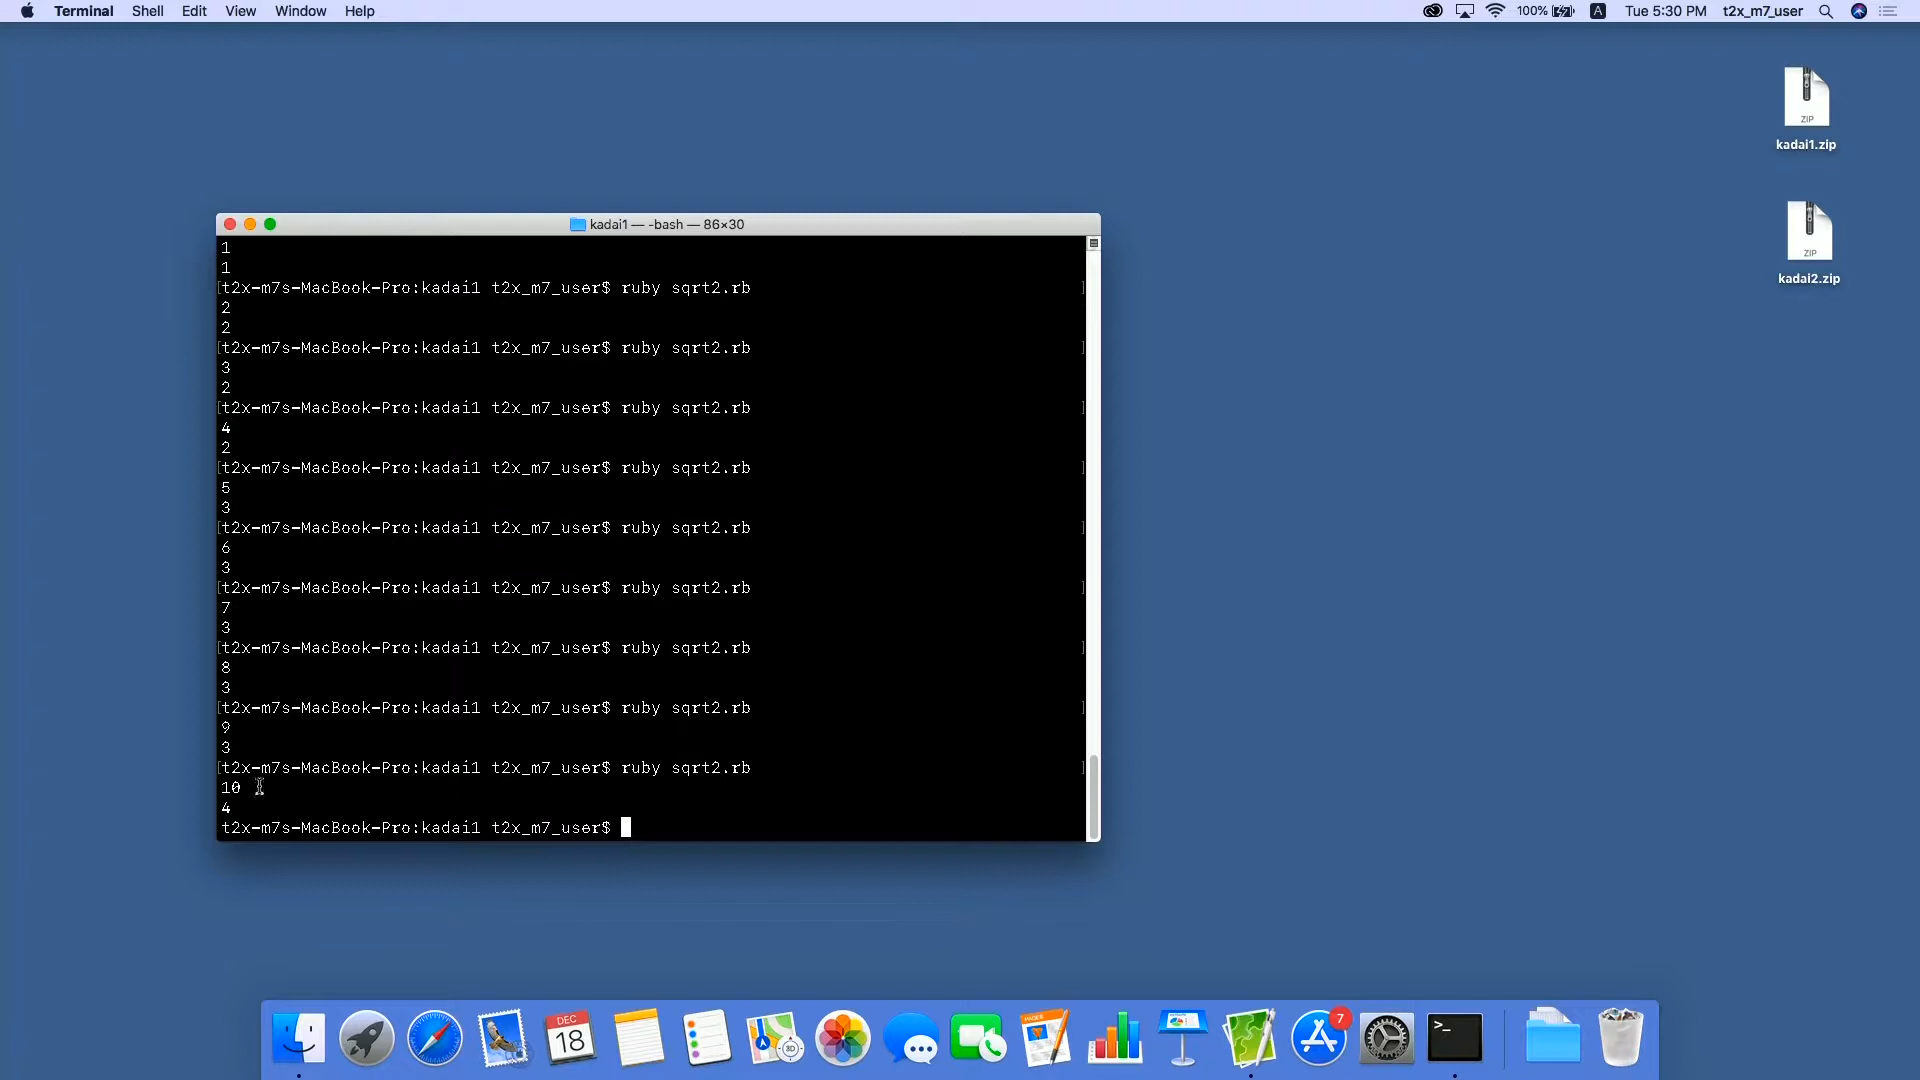 Terminal Shell Edit View Window Help 100% A Tue 5:30 PM t2x_m7_user
ZIP
kadai1.zip
ZIP
kadai2.zip
kadai1 — -bash — 86×30
1
1
[t2x-m7s-MacBook-Pro:kadai1 t2x_m7_user$ ruby sqrt2.rb ]
2
2
[t2x-m7s-MacBook-Pro:kadai1 t2x_m7_user$ ruby sqrt2.rb ]
3
2
[t2x-m7s-MacBook-Pro:kadai1 t2x_m7_user$ ruby sqrt2.rb ]
4
2
[t2x-m7s-MacBook-Pro:kadai1 t2x_m7_user$ ruby sqrt2.rb ]
5
3
[t2x-m7s-MacBook-Pro:kadai1 t2x_m7_user$ ruby sqrt2.rb ]
6
3
[t2x-m7s-MacBook-Pro:kadai1 t2x_m7_user$ ruby sqrt2.rb ]
7
3
[t2x-m7s-MacBook-Pro:kadai1 t2x_m7_user$ ruby sqrt2.rb ]
8
3
[t2x-m7s-MacBook-Pro:kadai1 t2x_m7_user$ ruby sqrt2.rb ]
9
3
[t2x-m7s-MacBook-Pro:kadai1 t2x_m7_user$ ruby sqrt2.rb ]
10
4
t2x-m7s-MacBook-Pro:kadai1 t2x_m7_user$
DEC
18
3D
PAGES
7
>_